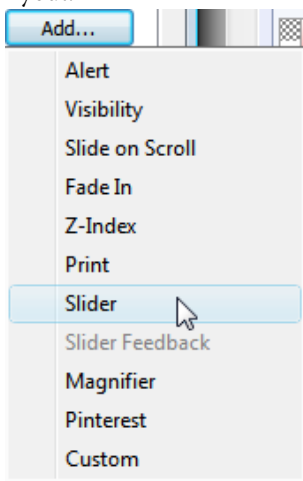 Add...
Alert
Visibility
Slide on Scroll
Fade In
Z-Index
Print
Slider
Slider Feedback
Magnifier
Pinterest
Custom